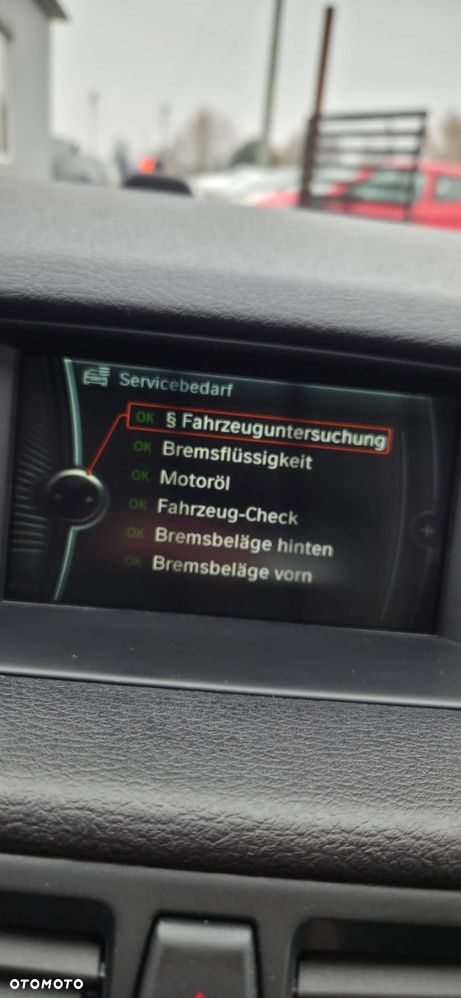 Servicebedarf
OK § Fahrzeuguntersuchung
OK Bremsflüssigkeit
OK Motoröl
OK Fahrzeug-Check
OK Bremsbeläge hinten
OK Bremsbeläge vorn
OTOMOTO